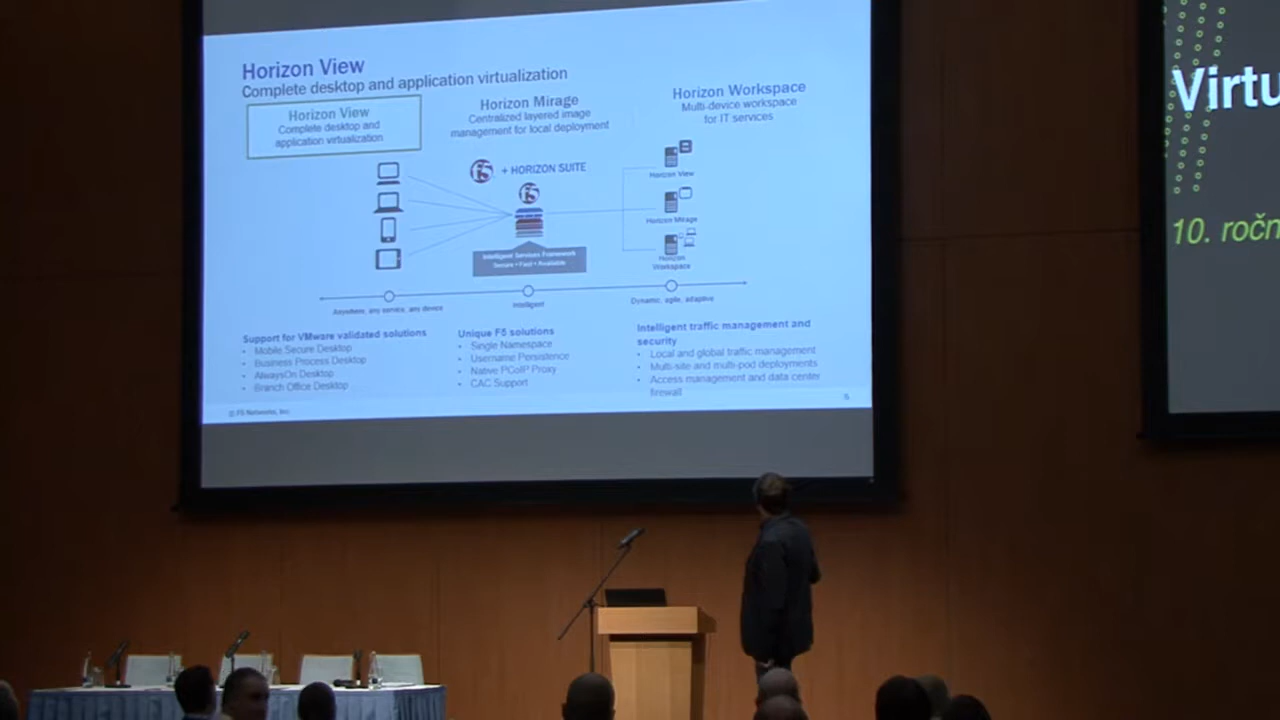 Horizon View
Complete desktop and application virtualization
Horizon View
Complete desktop and
application virtualization
Horizon Mirage
Centralized layered image
management for local deployment
Horizon Workspace
Multi-device workspace
for IT services
f5 + HORIZON SUITE
f5
Horizon View
Horizon Mirage
Horizon
Workspace
Intelligent Services Framework
Secure • Fast • Available
Anywhere, any service, any device
Intelligent
Dynamic, agile, adaptive
Support for VMware validated solutions
• Mobile Secure Desktop
• Business Process Desktop
• AlwaysOn Desktop
• Branch Office Desktop
Unique F5 solutions
• Single Namespace
• Username Persistence
• Native PCoIP Proxy
• CAC Support
Intelligent traffic management and
security
• Local and global traffic management
• Multi-site and multi-pod deployments
• Access management and data center
firewall
© F5 Networks, Inc.
Virtu
10. ročn